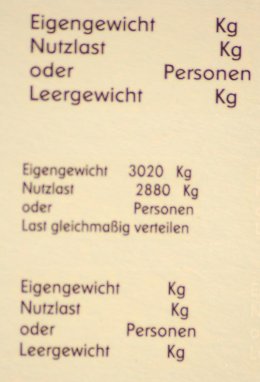 Eigengewicht Kg
Nutzlast Kg
oder Personen
Leergewicht Kg
Eigengewicht 3020 Kg
Nutzlast 2880 Kg
oder Personen
Last gleichmaßig verteilen
Eigengewicht Kg
Nutzlast Kg
oder Personen
Leergewicht Kg